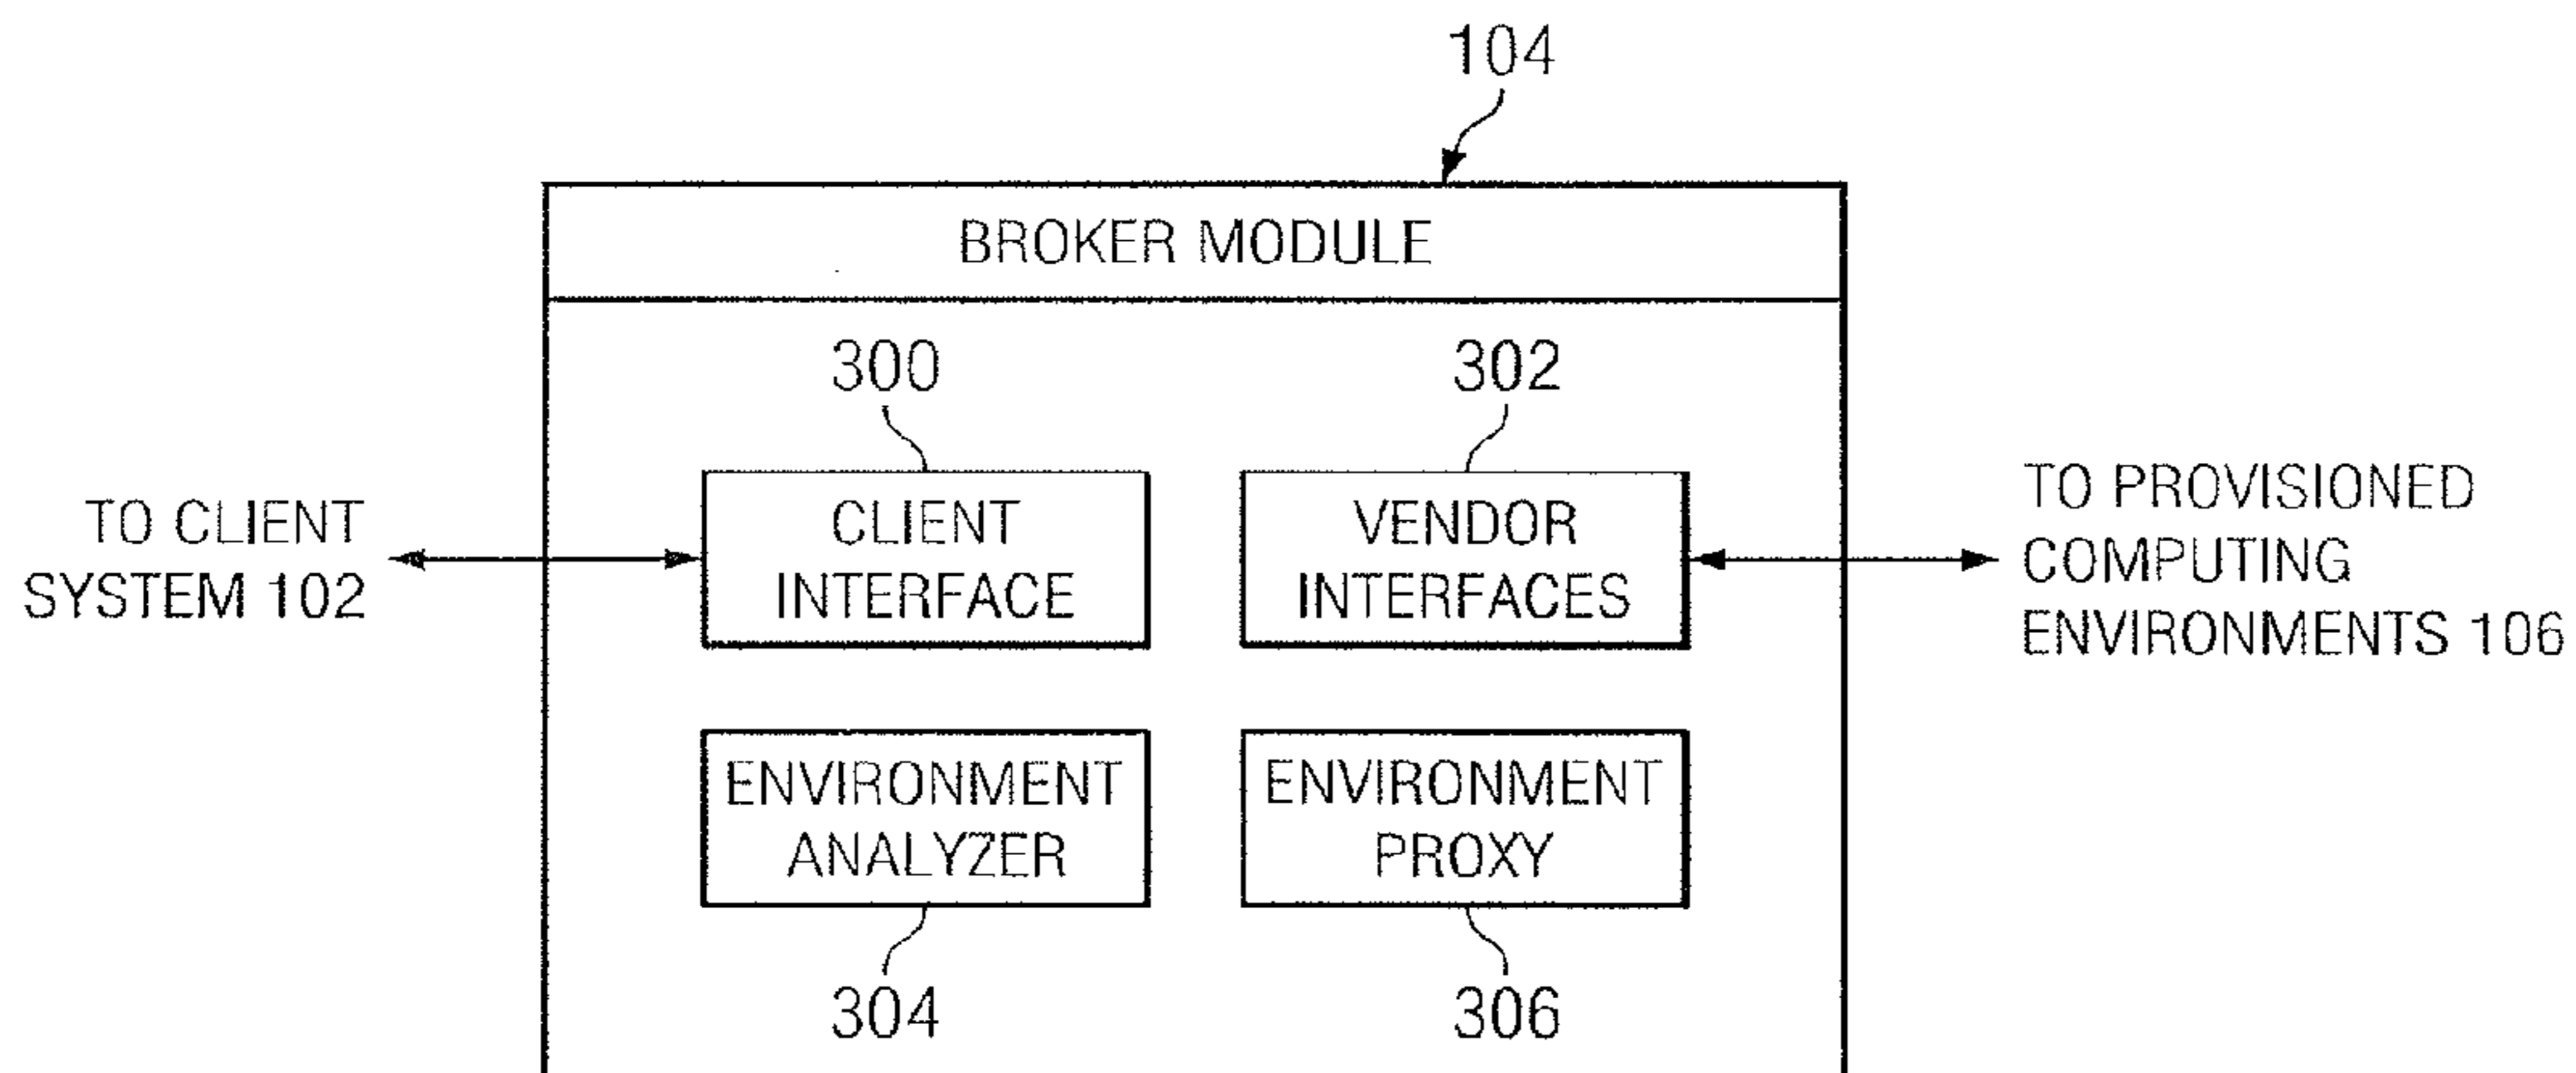 104
BROKER MODULE
300
302
TO CLIENT
SYSTEM 102
CLIENT
INTERFACE
VENDOR
INTERFACES
TO PROVISIONED
COMPUTING
ENVIRONMENTS 106
ENVIRONMENT
ANALYZER
ENVIRONMENT
PROXY
304
306